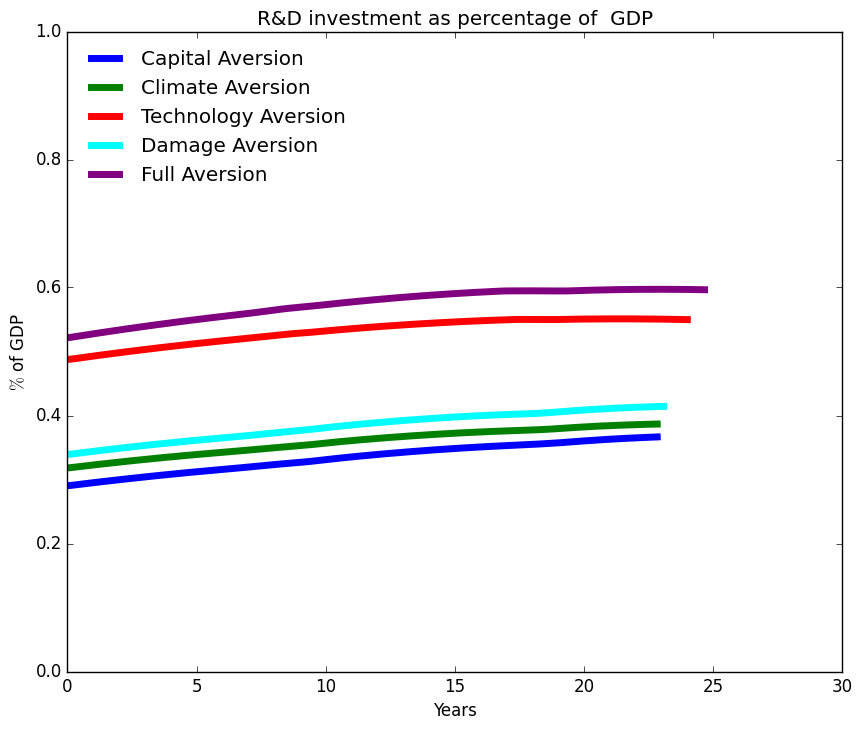 R&D investment as percentage of  GDP
1.0
Capital Aversion
Climate Aversion
Technology Aversion
Damage Aversion
Full Aversion
0.8
0.6
0.4
0.2
0.0
% of GDP
0 5 10 15 20 25 30
Years